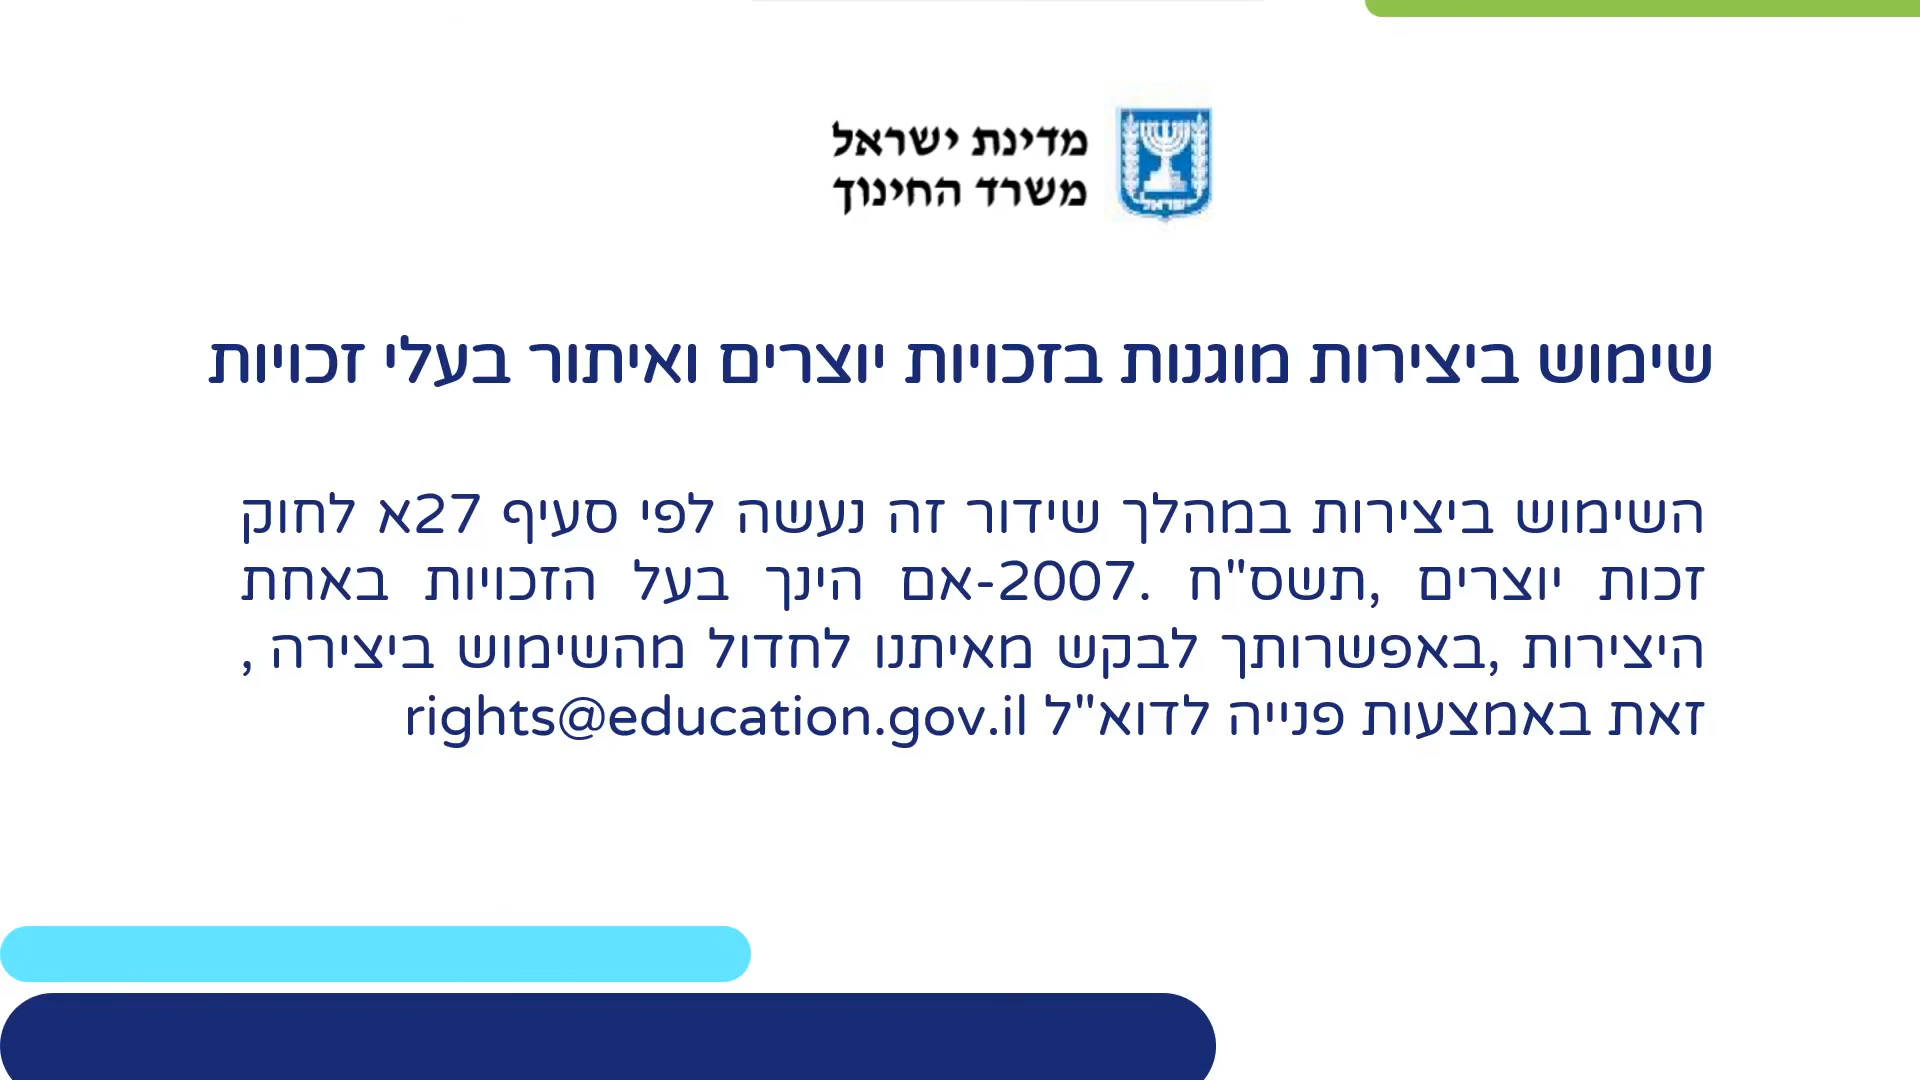 מדינת ישראל
משרד החינוך
ישראל
שימוש ביצירות מוגנות בזכויות יוצרים ואיתור בעלי זכויות
השימוש ביצירות במהלך שידור זה נעשה לפי סעיף 27א לחוק
זכות יוצרים ,תשס"ח .2007-אם הינך בעל הזכויות באחת
היצירות ,באפשרותך לבקש מאיתנו לחדול מהשימוש ביצירה ,
זאת באמצעות פנייה לדוא"ל rights@education.gov.il